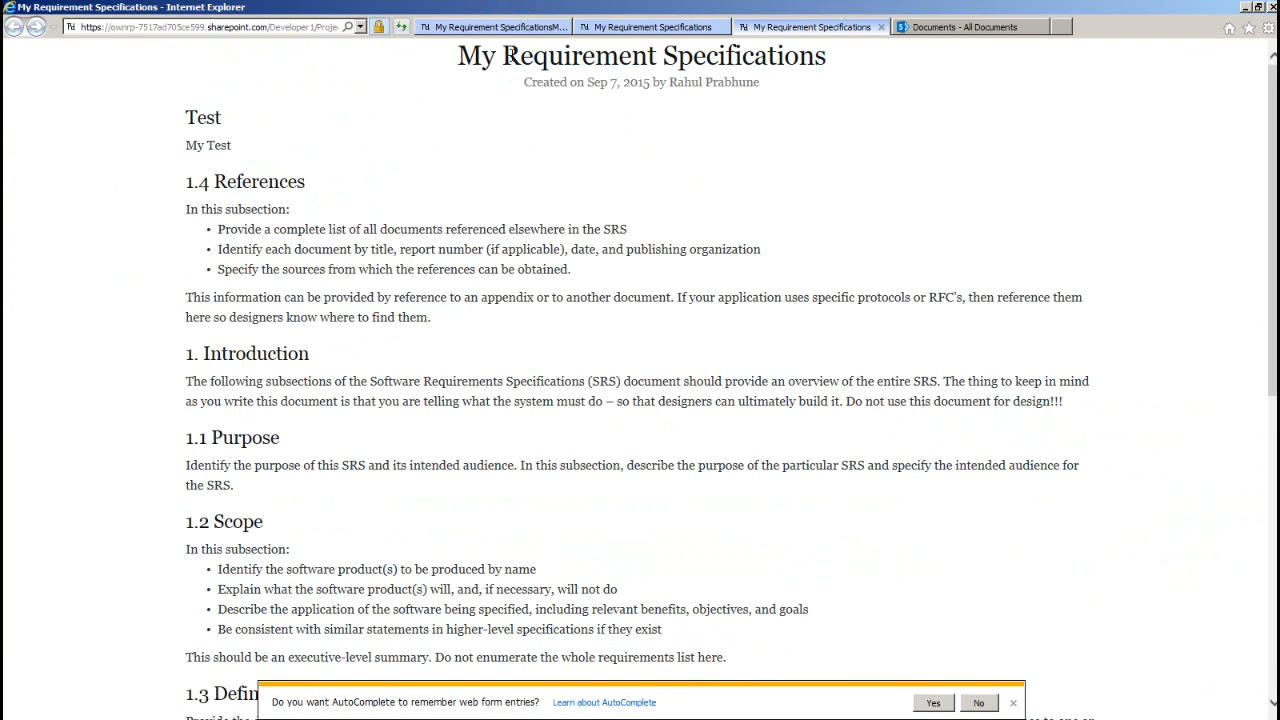 My Requirement Specifications - Internet Explorer
https://ownrp-7517ad705ce599.sharepoint.com/Developer1/Proje
My Requirement SpecificationsM...
My Requirement Specifications
My Requirement Specifications
Documents - All Documents
My Requirement Specifications
Created on Sep 7, 2015 by Rahul Prabhune
Test
My Test
1.4 References
In this subsection:
• Provide a complete list of all documents referenced elsewhere in the SRS
• Identify each document by title, report number (if applicable), date, and publishing organization
• Specify the sources from which the references can be obtained.
This information can be provided by reference to an appendix or to another document. If your application uses specific protocols or RFC's, then reference them
here so designers know where to find them.
1. Introduction
The following subsections of the Software Requirements Specifications (SRS) document should provide an overview of the entire SRS. The thing to keep in mind
as you write this document is that you are telling what the system must do – so that designers can ultimately build it. Do not use this document for design!!!
1.1 Purpose
Identify the purpose of this SRS and its intended audience. In this subsection, describe the purpose of the particular SRS and specify the intended audience for
the SRS.
1.2 Scope
In this subsection:
• Identify the software product(s) to be produced by name
• Explain what the software product(s) will, and, if necessary, will not do
• Describe the application of the software being specified, including relevant benefits, objectives, and goals
• Be consistent with similar statements in higher-level specifications if they exist
This should be an executive-level summary. Do not enumerate the whole requirements list here.
1.3 Defin
Do you want AutoComplete to remember web form entries? Learn about AutoComplete Yes No